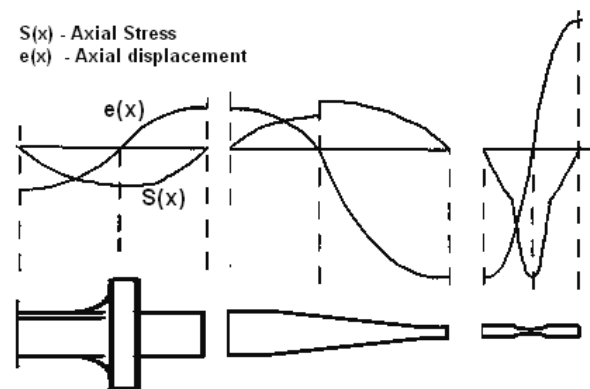 S(x) - Axial Stress
e(x) - Axial displacement
e(x)
S(x)